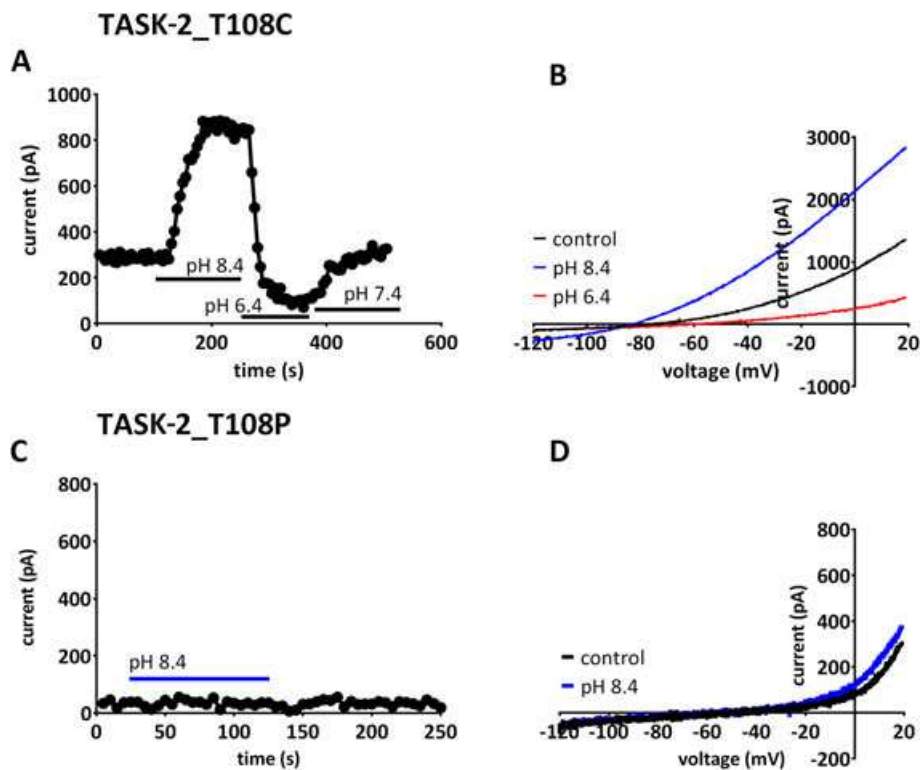 TASK-2_T108C
A
B
1000
800
600
400
200
0
current (pA)
pH 8.4
pH 6.4
pH 7.4
0 200 400 600
time (s)
3000
2000
1000
-1000
current (pA)
control
pH 8.4
pH 6.4
-120 -100 -80 -60 -40 -20 20
voltage (mV)
TASK-2_T108P
C
D
800
600
400
200
0
current (pA)
pH 8.4
0 50 100 150 200 250
time (s)
800
600
400
200
-200
current (pA)
control
pH 8.4
-120 -100 -80 -60 -40 -20 20
voltage (mV)